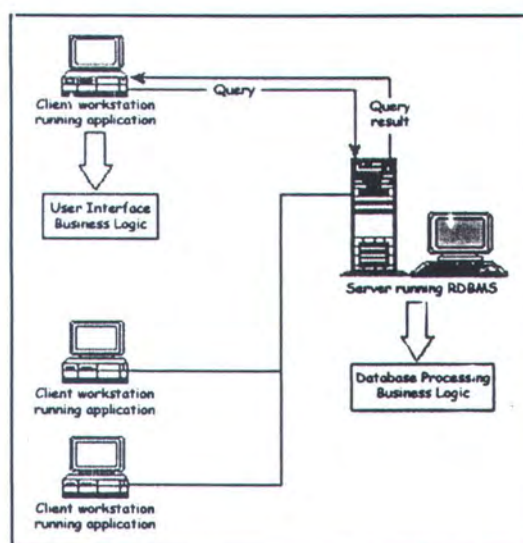 Client workstation
running application
Query
Query
result
User Interface
Business Logic
Server running RDBMS
Client workstation
running application
Database Processing
Business Logic
Client workstation
running application